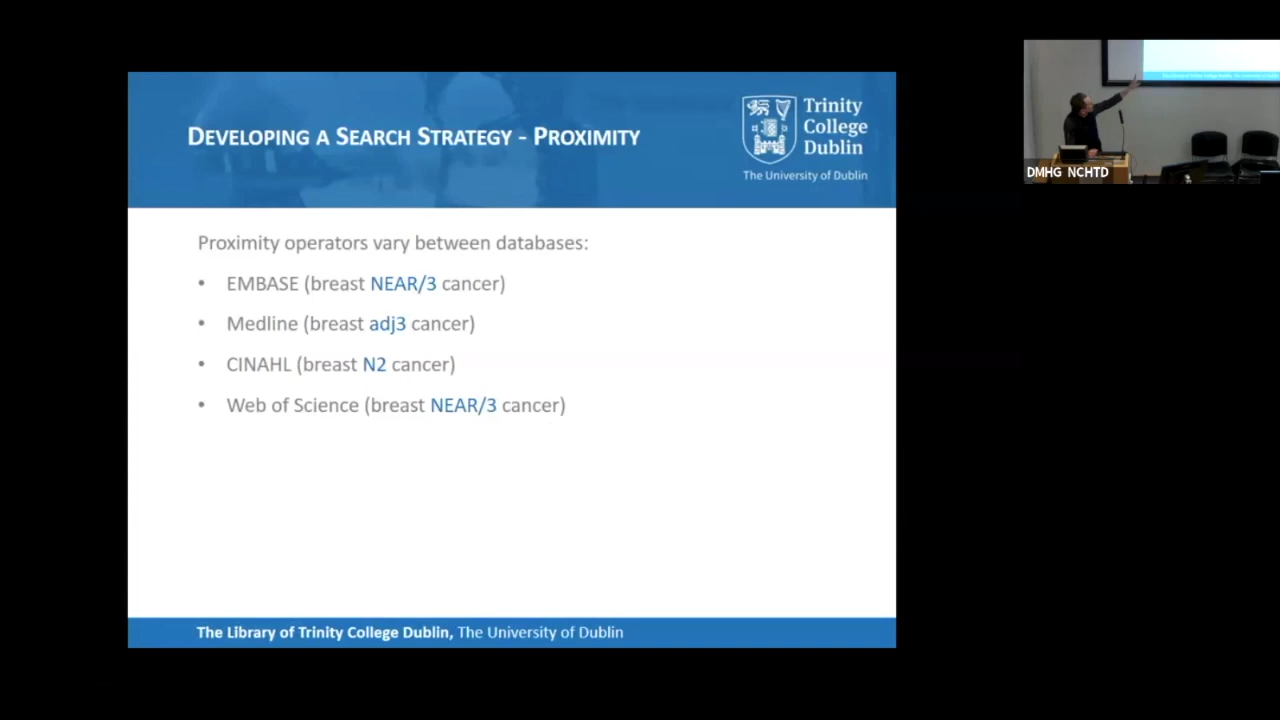 DEVELOPING A SEARCH STRATEGY - PROXIMITY
Trinity
College
Dublin
The University of Dublin
Proximity operators vary between databases:
• EMBASE (breast NEAR/3 cancer)
• Medline (breast adj3 cancer)
• CINAHL (breast N2 cancer)
• Web of Science (breast NEAR/3 cancer)
The Library of Trinity College Dublin, The University of Dublin
DMHG NCHTD